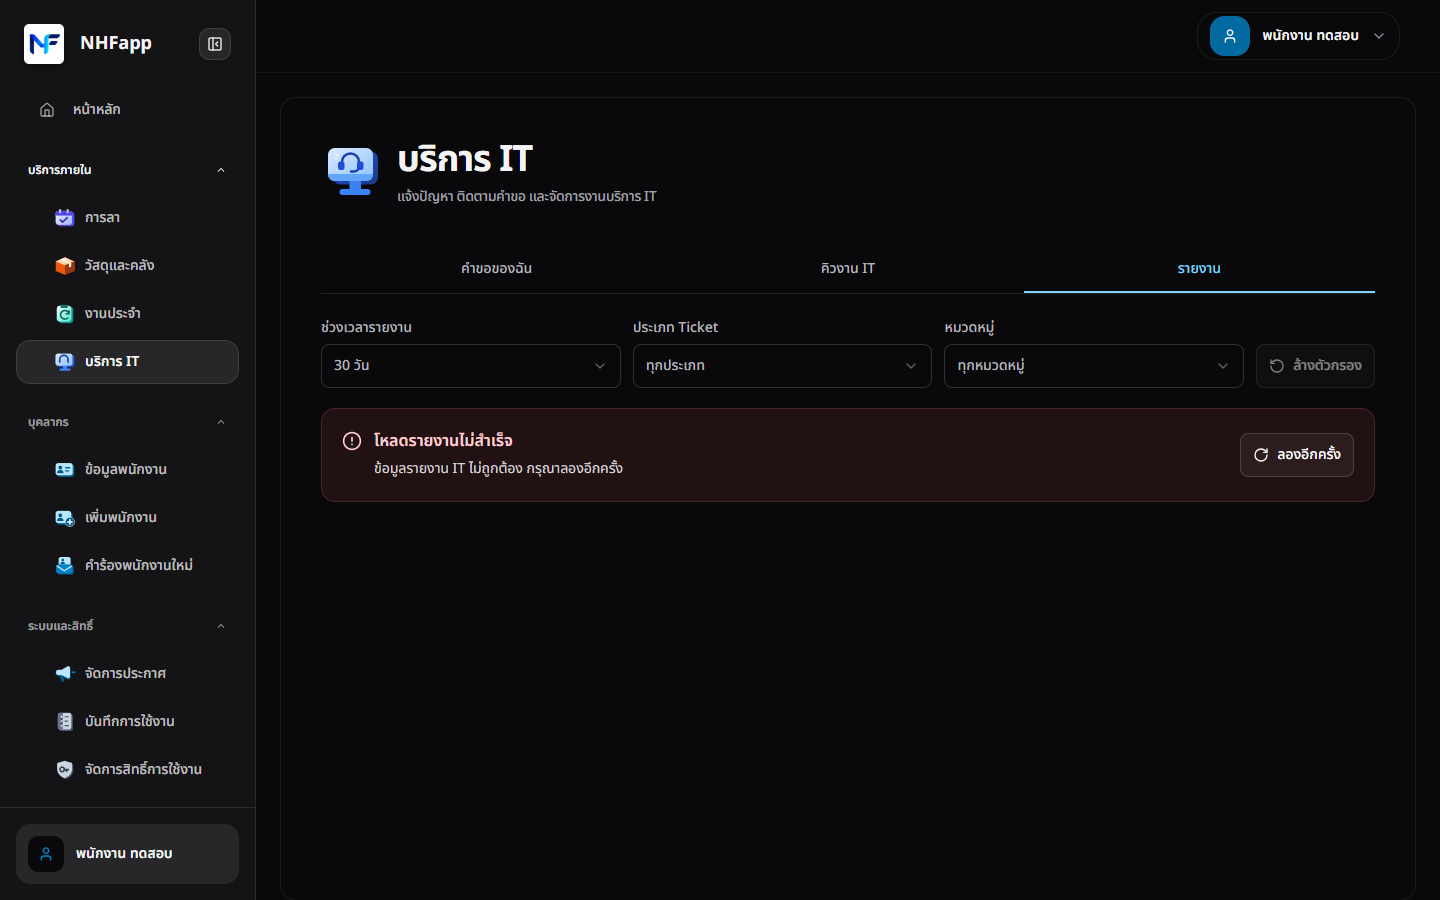 NHFapp
พนักงาน ทดสอบ
หน้าหลัก
บริการภายใน
การลา
วัสดุและคลัง
งานประจำ
บริการ IT
บุคลากร
ข้อมูลพนักงาน
เพิ่มพนักงาน
คำร้องพนักงานใหม่
ระบบและสิทธิ์
จัดการประกาศ
บันทึกการใช้งาน
จัดการสิทธิ์การใช้งาน
พนักงาน ทดสอบ
บริการ IT
แจ้งปัญหา ติดตามคำขอ และจัดการงานบริการ IT
คำขอของฉัน
คิวงาน IT
รายงาน
ช่วงเวลารายงาน
ประเภท Ticket
หมวดหมู่
30 วัน
ทุกประเภท
ทุกหมวดหมู่
ล้างตัวกรอง
โหลดรายงานไม่สำเร็จ
ข้อมูลรายงาน IT ไม่ถูกต้อง กรุณาลองอีกครั้ง
ลองอีกครั้ง